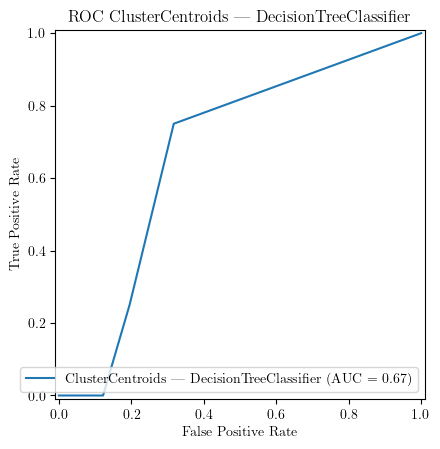 ROC ClusterCentroids — DecisionTreeClassifier
1.0
0.8
0.6
0.4
0.2
0.0
True Positive Rate
ClusterCentroids — DecisionTreeClassifier (AUC = 0.67)
0.0 0.2 0.4 0.6 0.8 1.0
False Positive Rate